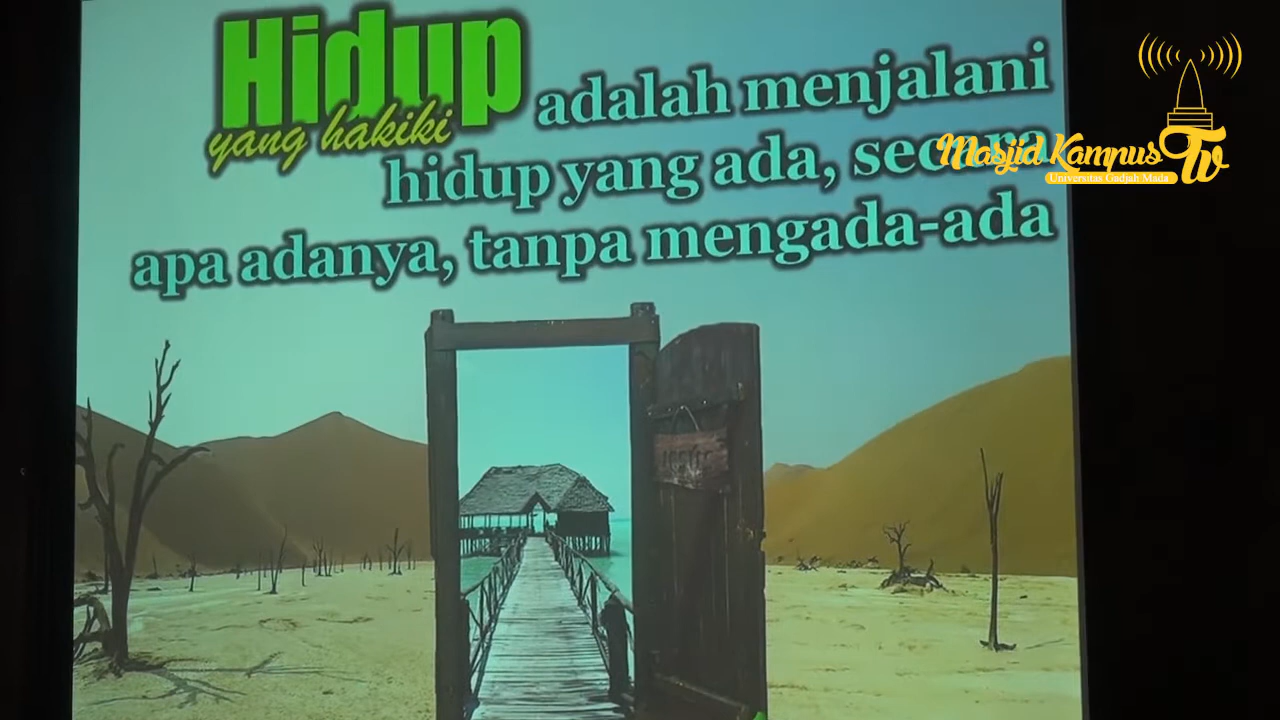 Hidup
yang hakiki
adalah menjalani
hidup yang ada, secara
apa adanya, tanpa mengada-ada
Masjid Kampus Tv
Universitas Gadjah Mada